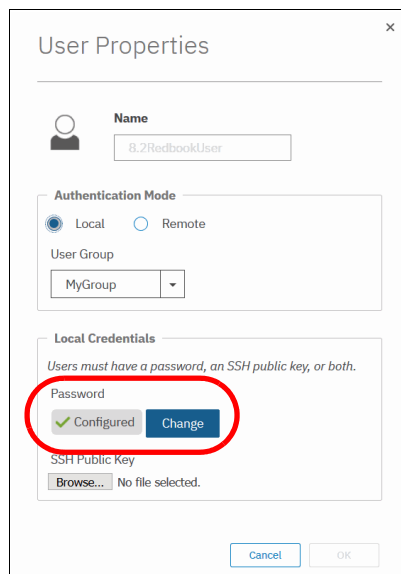 ×
User Properties
Name
8.2RedbookUser
Authentication Mode
Local Remote
User Group
MyGroup
Local Credentials
Users must have a password, an SSH public key, or both.
Password
Configured Change
SSH Public Key
Browse... No file selected.
Cancel OK